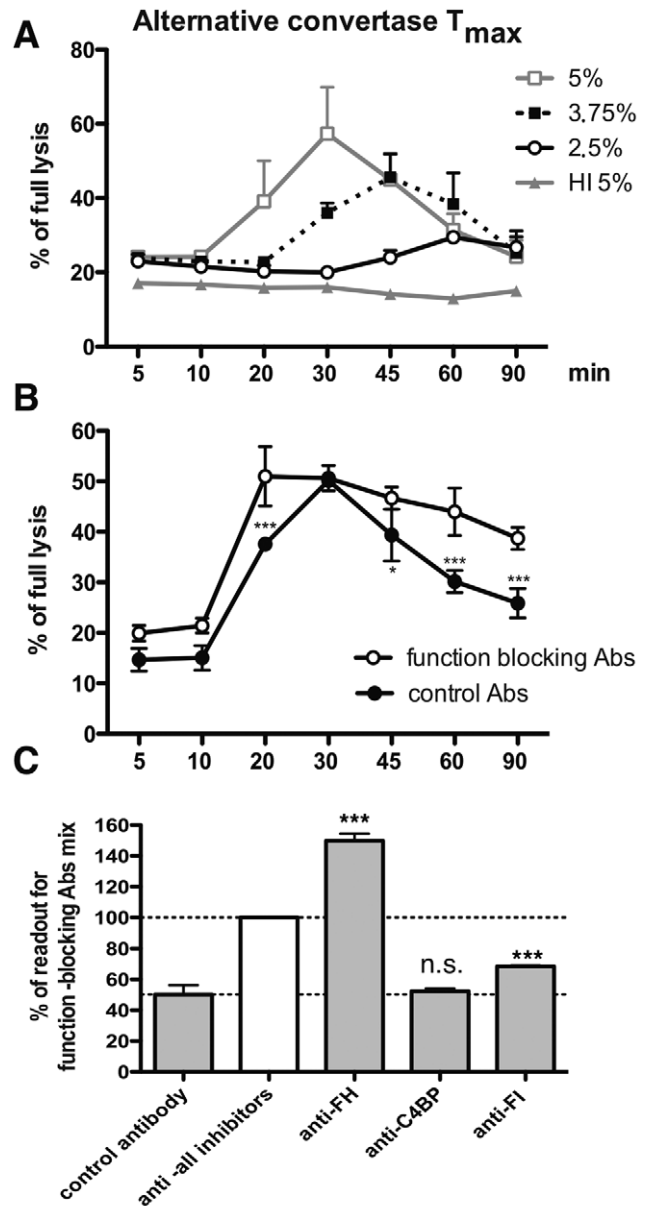 A
Alternative convertase Tmax
80
60
40
20
0
% of full lysis
5%
3.75%
2.5%
HI 5%
5 10 20 30 45 60 90 min
B
60
50
40
30
20
10
0
% of full lysis
***
*
***
***
function blocking Abs
control Abs
5 10 20 30 45 60 90
C
160
140
120
100
80
60
40
20
0
% of readout for
function -blocking Abs mix
***
n.s.
***
control antibody
anti -all inhibitors
anti-FH
anti-C4BP
anti-FI